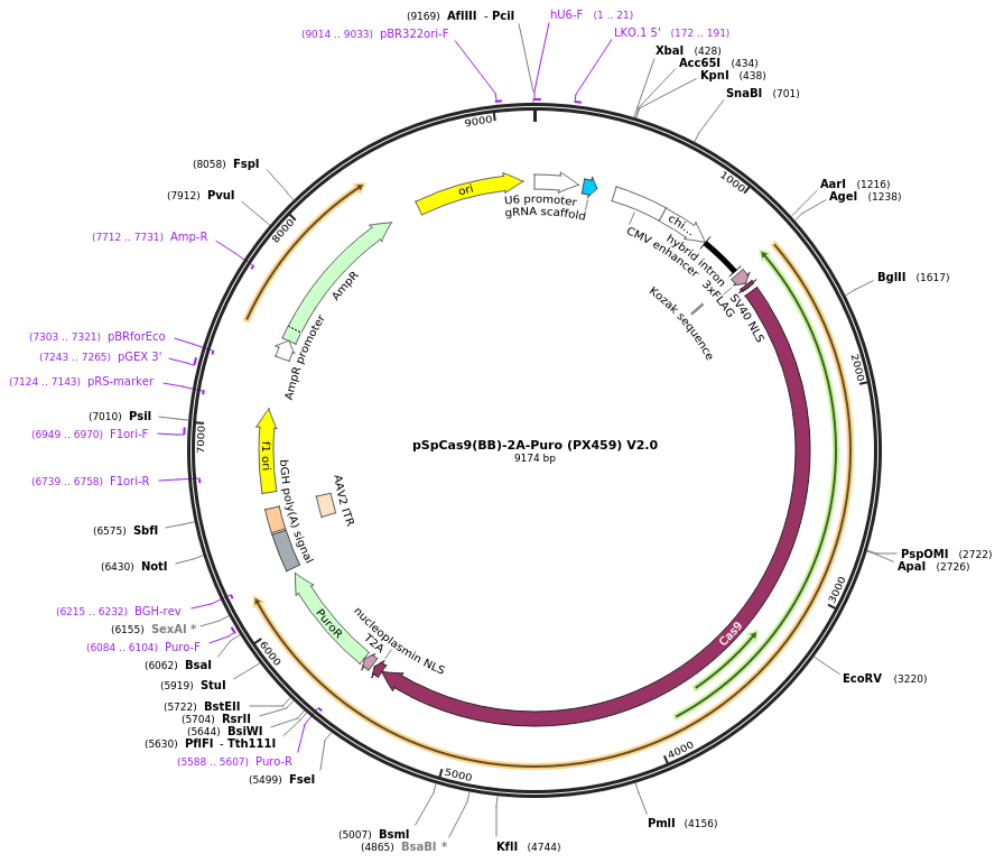 (9169) AflIII - PciI
hU6-F (1 .. 21)
(9014 .. 9033) pBR322ori-F
LKO.1 5' (172 .. 191)
XbaI (428)
Acc65I (434)
KpnI (438)
SnaBI (701)
AarI (1216)
AgeI (1238)
BglII (1617)
PspOMI (2722)
ApaI (2726)
EcoRV (3220)
PmlI (4156)
KflI (4744)
(4865) BsaBI *
(5007) BsmI
(5499) FseI
(5588 .. 5607) Puro-R
(5630) PflFI - Tth111I
(5644) BsiWI
(5704) RsrII
(5722) BstEII
(5919) StuI
(6062) BsaI
(6084 .. 6104) Puro-F
(6155) SexAI *
(6215 .. 6232) BGH-rev
(6430) NotI
(6575) SbfI
(6739 .. 6758) F1ori-R
(6949 .. 6970) F1ori-F
(7010) PsiI
(7124 .. 7143) pRS-marker
(7243 .. 7265) pGEX 3'
(7303 .. 7321) pBRforEco
(7712 .. 7731) Amp-R
(7912) PvuI
(8058) FspI
1000
2000
3000
4000
5000
6000
7000
8000
9000
ori
U6 promoter
gRNA scaffold
chi...
CMV enhancer
hybrid intron
3xFLAG
SV40 NLS
Kozak sequence
Cas9
nucleoplasmin NLS
T2A
PuroR
bGH poly(A) signal
AAV2 ITR
f1 ori
AmpR promoter
AmpR
pSpCas9(BB)-2A-Puro (PX459) V2.0
9174 bp